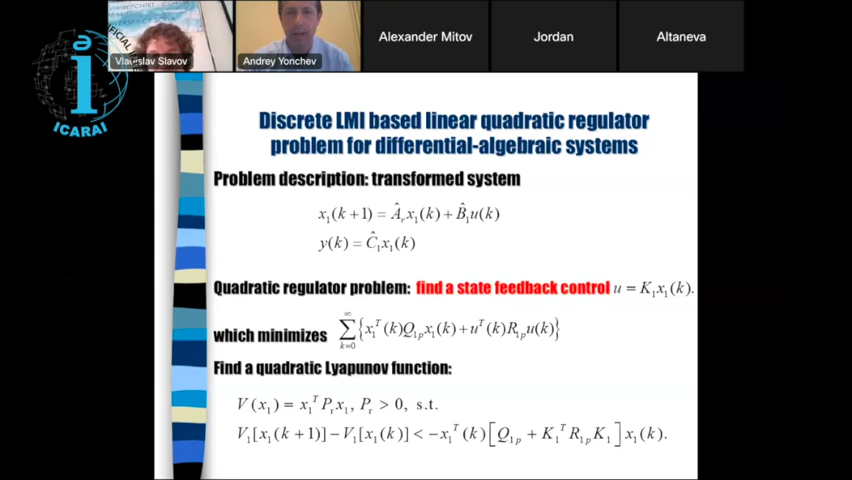 Vladislav Slavov
Andrey Yonchev
Alexander Mitov
Jordan
Altaneva
ICARAI
Discrete LMI based linear quadratic regulator
problem for differential-algebraic systems
Problem description: transformed system
x₁(k+1) = Âᵣx₁(k) + B̂₁u(k)
y(k) = Ĉ₁x₁(k)
Quadratic regulator problem: find a state feedback control u = K₁x₁(k).
which minimizes ∑_{k=0}^{∞} {x₁ᵀ(k)Q₁ₚx₁(k) + uᵀ(k)R₁ₚu(k)}
Find a quadratic Lyapunov function:
V(x₁) = x₁ᵀPᵣx₁, Pᵣ > 0, s.t.
V₁[x₁(k+1)] − V₁[x₁(k)] < −x₁ᵀ(k)[Q₁ₚ + K₁ᵀR₁ₚK₁]x₁(k).